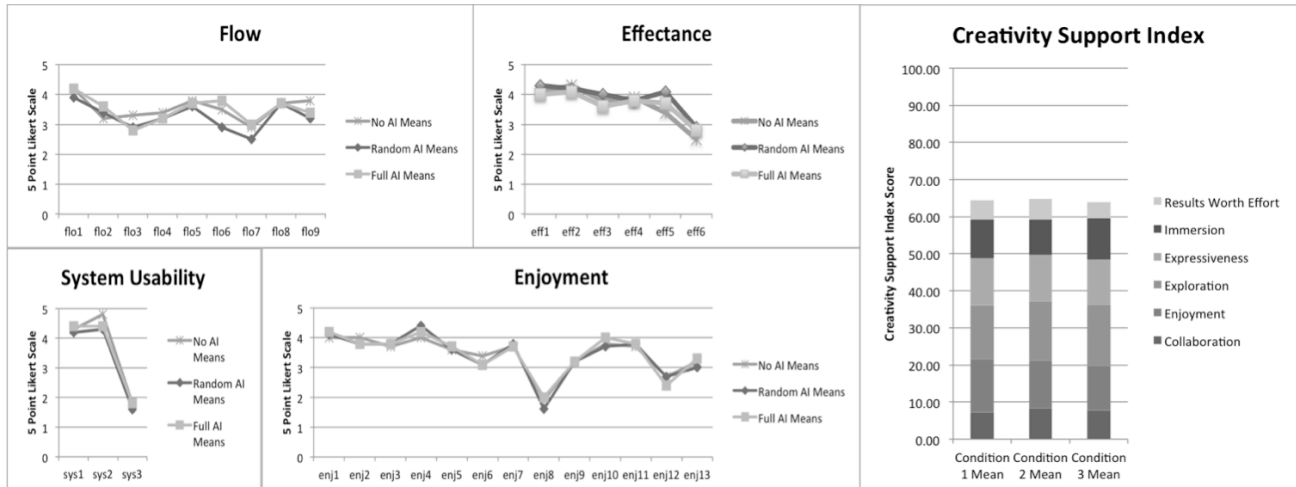 Flow
5 Point Likert Scale
5
4
3
2
1
0
flo1 flo2 flo3 flo4 flo5 flo6 flo7 flo8 flo9
No AI Means
Random AI Means
Full AI Means
Effectance
5 Point Likert Scale
5
4
3
2
1
0
eff1 eff2 eff3 eff4 eff5 eff6
No AI Means
Random AI Means
Full AI Means
System Usability
5 Point Likert Scale
5
4
3
2
1
0
sys1 sys2 sys3
No AI
Means
Random AI
Means
Full AI
Means
Enjoyment
5 Point Likert Scale
5
4
3
2
1
0
enj1 enj2 enj3 enj4 enj5 enj6 enj7 enj8 enj9 enj10 enj11 enj12 enj13
No AI Means
Random AI Means
Full AI Means
Creativity Support Index
Creativity Support Index Score
100.00
90.00
80.00
70.00
60.00
50.00
40.00
30.00
20.00
10.00
0.00
Condition Condition Condition
1 Mean 2 Mean 3 Mean
Results Worth Effort
Immersion
Expressiveness
Exploration
Enjoyment
Collaboration